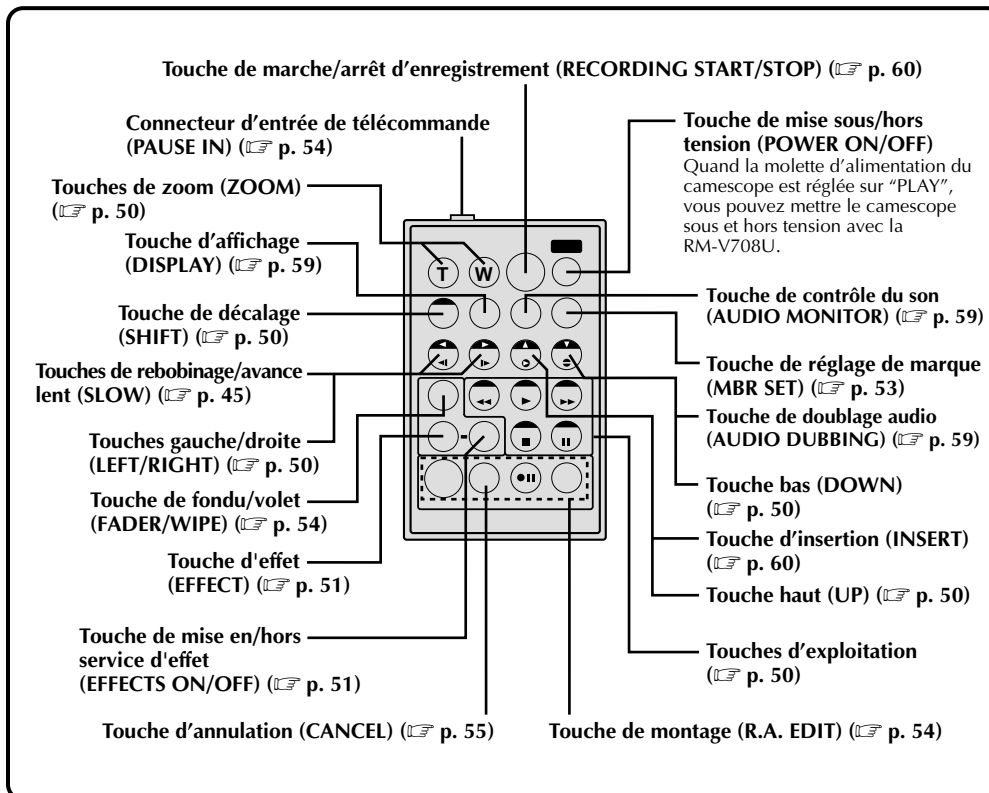 Touche de marche/arrêt d'enregistrement (RECORDING START/STOP) (☞ p. 60)
Connecteur d'entrée de télécommande
(PAUSE IN) (☞ p. 54)
Touches de zoom (ZOOM)
(☞ p. 50)
Touche d'affichage
(DISPLAY) (☞ p. 59)
Touche de décalage
(SHIFT) (☞ p. 50)
Touches de rebobinage/avance
lent (SLOW) (☞ p. 45)
Touches gauche/droite
(LEFT/RIGHT) (☞ p. 50)
Touche de fondu/volet
(FADER/WIPE) (☞ p. 54)
Touche d'effet
(EFFECT) (☞ p. 51)
Touche de mise en/hors
service d'effet
(EFFECTS ON/OFF) (☞ p. 51)
Touche d'annulation (CANCEL) (☞ p. 55)
T W
Touche de mise sous/hors
tension (POWER ON/OFF)
Quand la molette d'alimentation du
camescope est réglée sur “PLAY”,
vous pouvez mettre le camescope
sous et hors tension avec la
RM-V708U.
Touche de contrôle du son
(AUDIO MONITOR) (☞ p. 59)
Touche de réglage de marque
(MBR SET) (☞ p. 53)
Touche de doublage audio
(AUDIO DUBBING) (☞ p. 59)
Touche bas (DOWN)
(☞ p. 50)
Touche d'insertion (INSERT)
(☞ p. 60)
Touche haut (UP) (☞ p. 50)
Touches d'exploitation
(☞ p. 50)
Touche de montage (R.A. EDIT) (☞ p. 54)